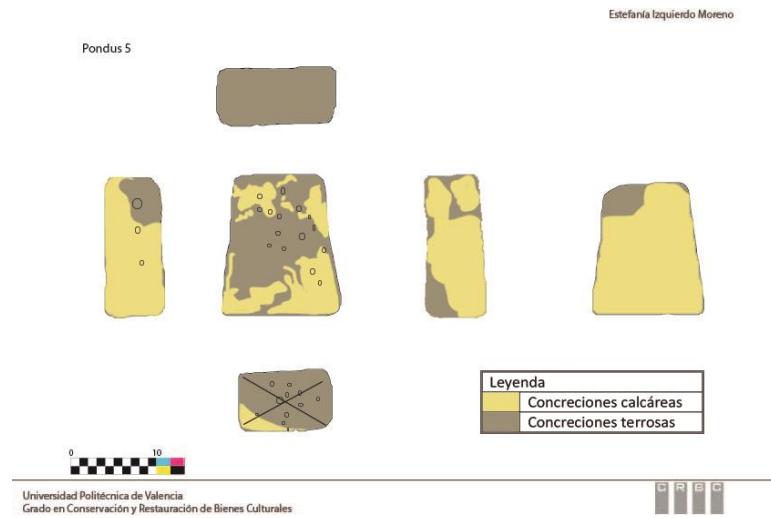 Estefanía Izquierdo Moreno
Pondus 5
Leyenda
Concreciones calcáreas
Concreciones terrosas
0 10
Universidad Politécnica de Valencia
Grado en Conservación y Restauración de Bienes Culturales
C R B C